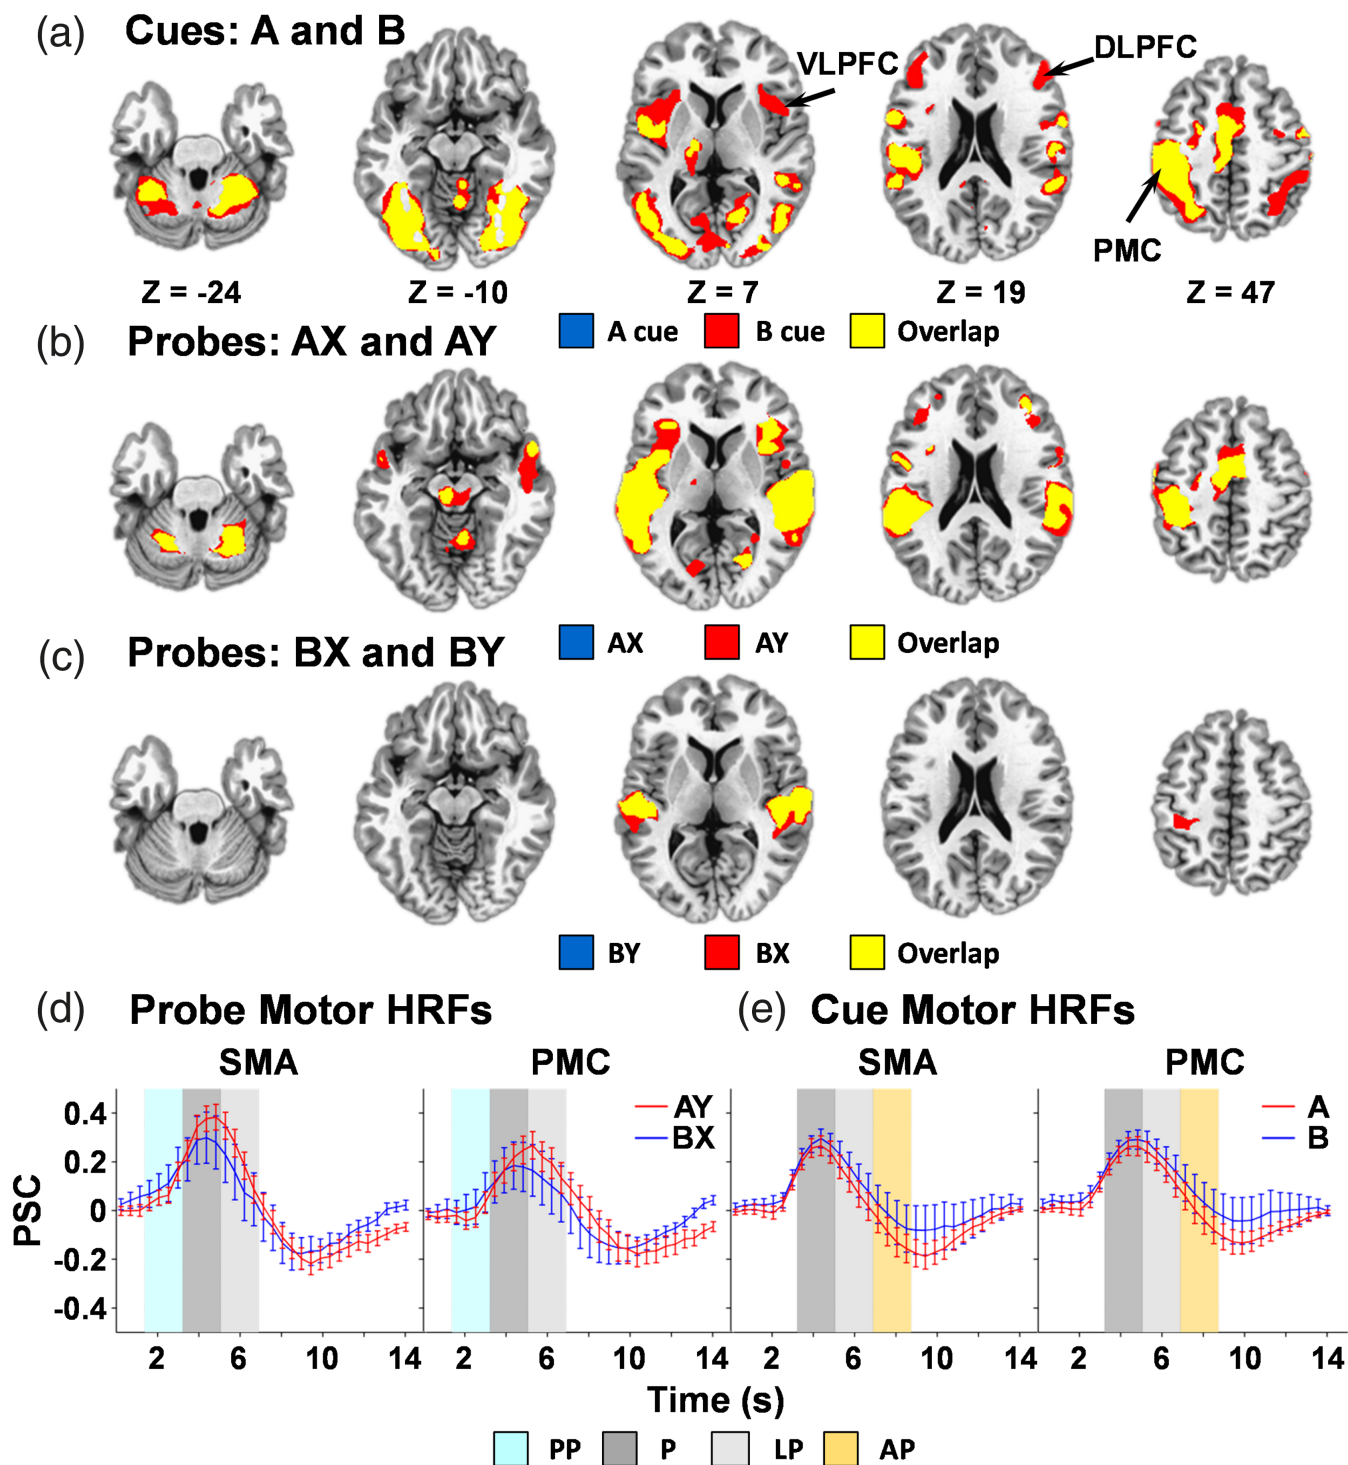 (a) Cues: A and B
VLPFC
DLPFC
PMC
Z = -24 Z = -10 Z = 7 Z = 19 Z = 47
A cue B cue Overlap
(b) Probes: AX and AY
AX AY Overlap
(c) Probes: BX and BY
BY BX Overlap
(d) Probe Motor HRFs (e) Cue Motor HRFs
SMA PMC SMA PMC
AY
BX
A
B
PSC
0.4
0.2
0
-0.2
-0.4
2 6 10 14 2 6 10 14 2 6 10 14 2 6 10 14
Time (s)
PP P LP AP